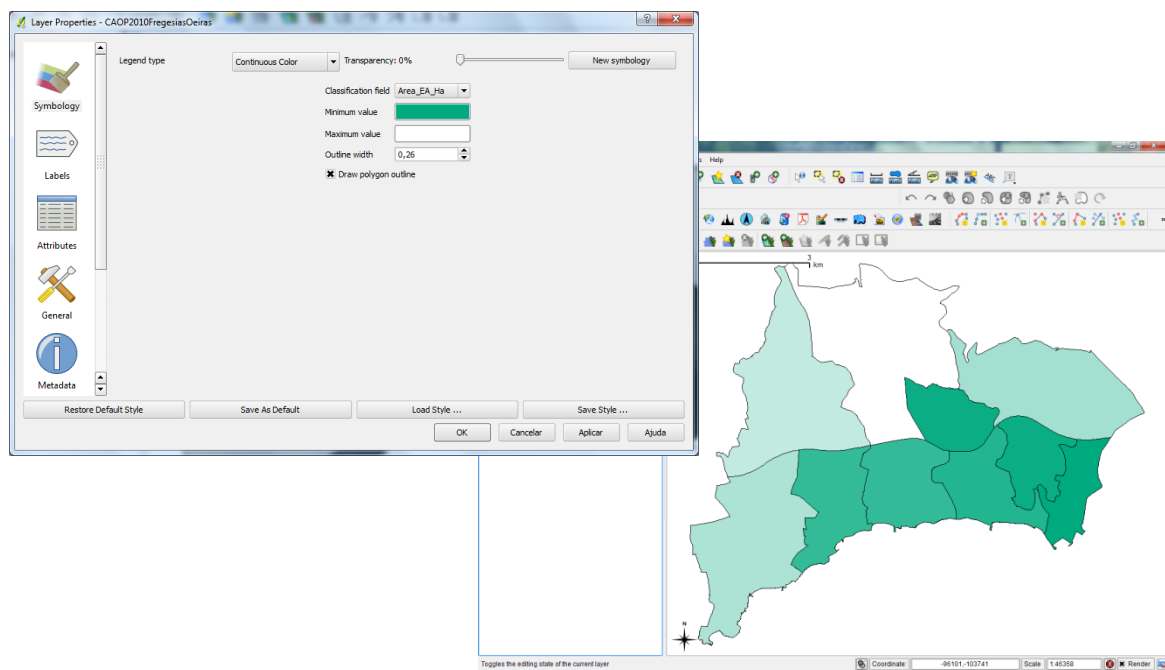 Layer Properties - CAOP2010FregesiasOeiras
Legend type
Continuous Color
Transparency: 0%
New symbology
Symbology
Classification field
Area_EA_Ha
Minimum value
Maximum value
Outline width
0,26
Draw polygon outline
Labels
Attributes
General
Metadata
Restore Default Style
Save As Default
Load Style ...
Save Style ...
OK
Cancelar
Aplicar
Ajuda
Help
3
km
N
Toggles the editing state of the current layer
Coordinate:
-96101,-103741
Scale
1:46358
Render